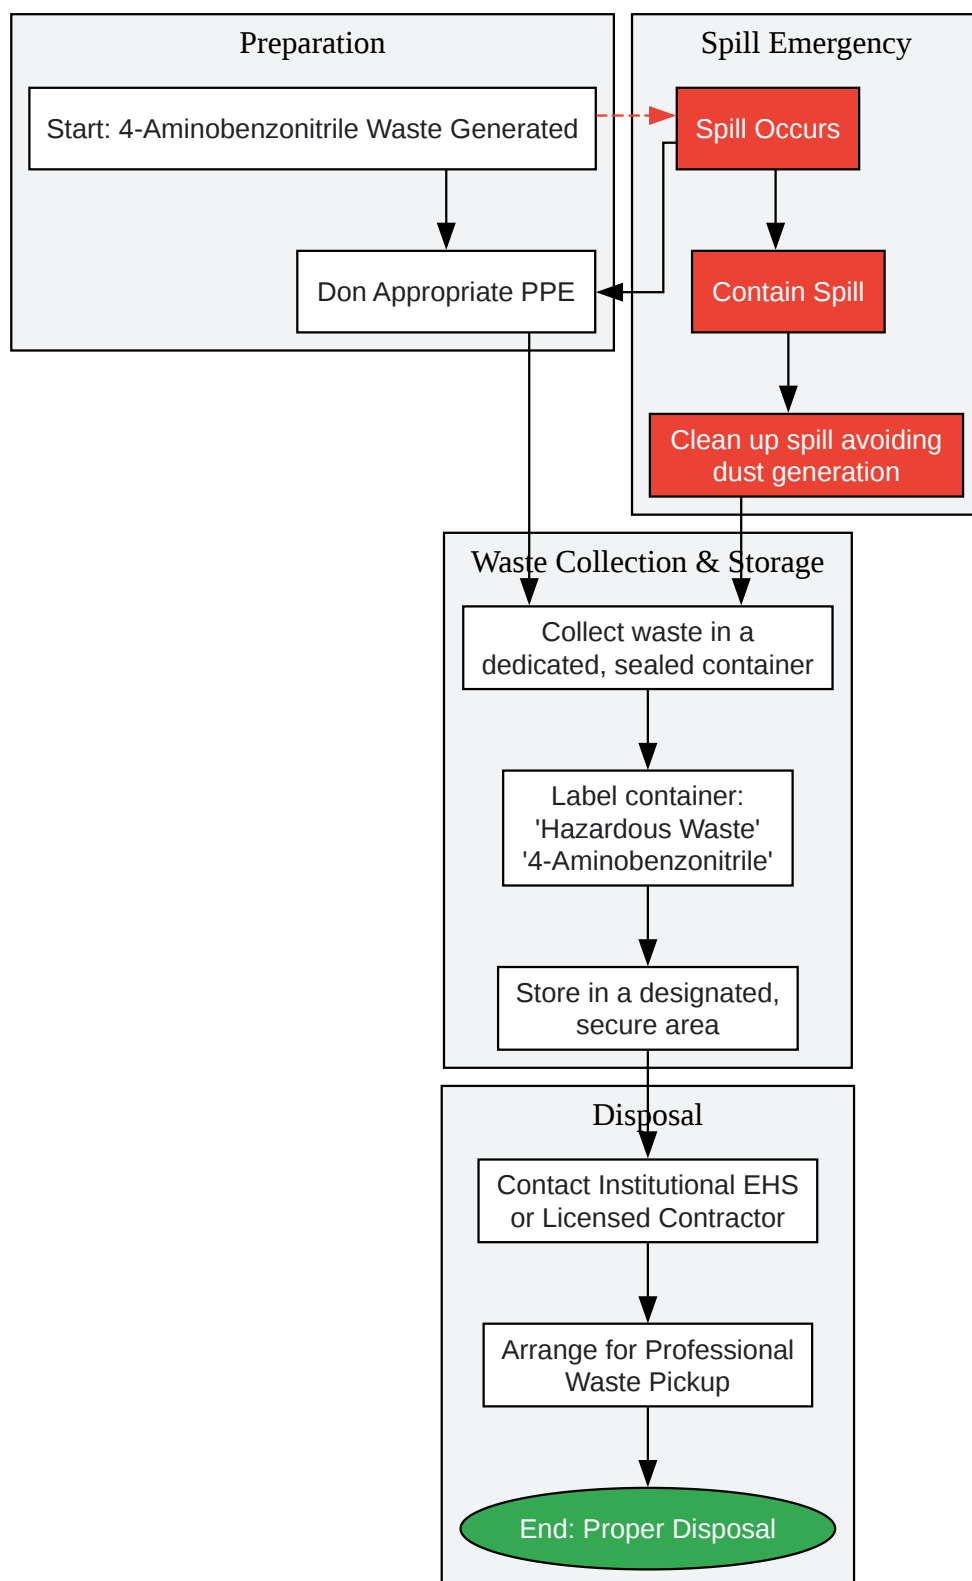 Preparation
Start: 4-Aminobenzonitrile Waste Generated
Don Appropriate PPE
Spill Emergency
Spill Occurs
Contain Spill
Clean up spill avoiding
dust generation
Waste Collection & Storage
Collect waste in a
dedicated, sealed container
Label container:
'Hazardous Waste'
'4-Aminobenzonitrile'
Store in a designated,
secure area
Disposal
Contact Institutional EHS
or Licensed Contractor
Arrange for Professional
Waste Pickup
End: Proper Disposal